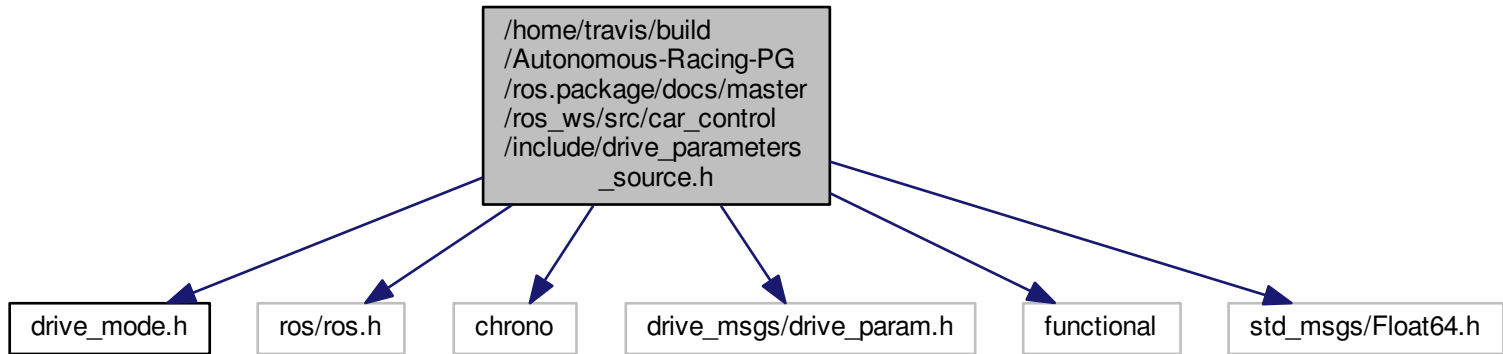 /home/travis/build
/Autonomous-Racing-PG
/ros.package/docs/master
/ros_ws/src/car_control
/include/drive_parameters
_source.h
drive_mode.h
ros/ros.h
chrono
drive_msgs/drive_param.h
functional
std_msgs/Float64.h